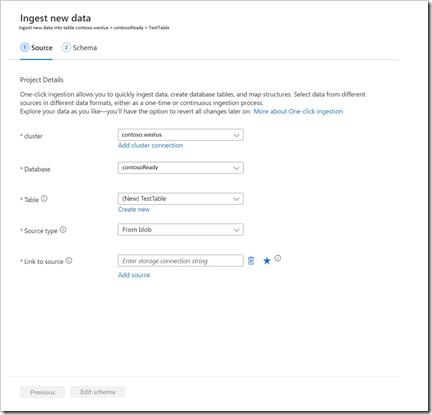 Ingest new data
Ingest new data into table contoso.westus > contosoReady > TestTable
1 Source 2 Schema
Project Details
One-click ingestion allows you to quickly ingest data, create database tables, and map structures. Select data from different
sources in different data formats, either as a one-time or continuous ingestion process.
Explore your data as you like—you'll have the option to revert all changes later on. More about One-click ingestion
* cluster contoso.westus
Add cluster connection
* Database contosoReady
* Table (New) TestTable
Create new
* Source type From blob
* Link to source Enter storage connection string
Add source
Previous Edit schema